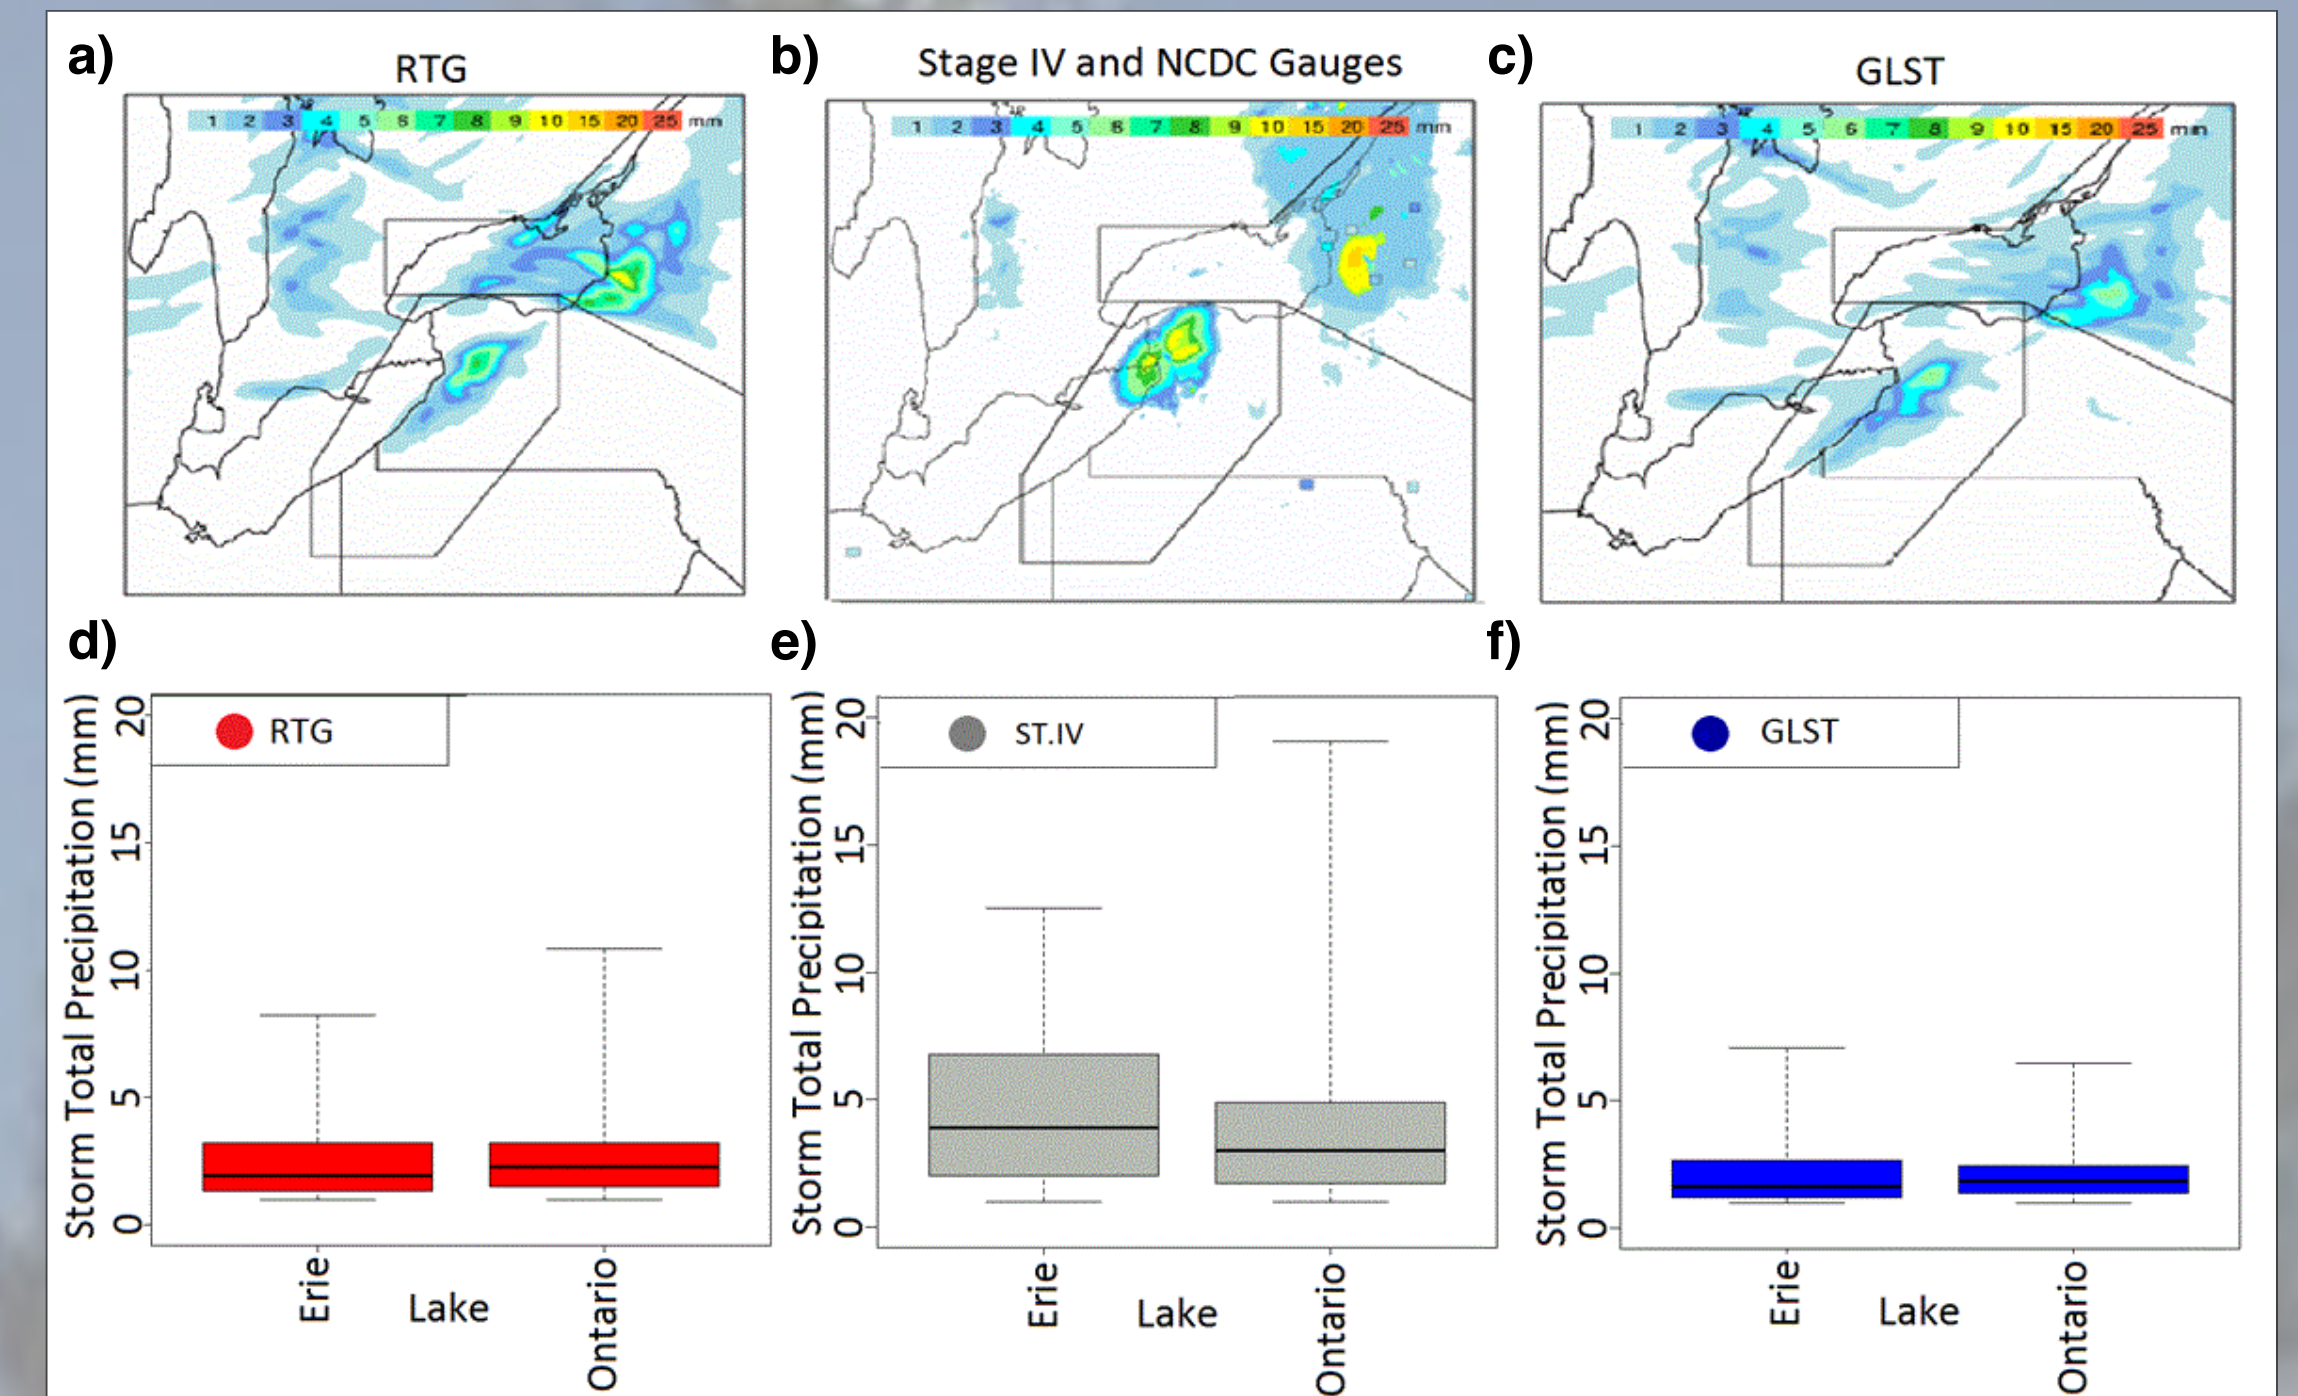 a)
RTG
1 2 3 4 5 6 7 8 9 10 15 20 25 mm
b)
Stage IV and NCDC Gauges
1 2 3 4 5 6 7 8 9 10 15 20 25 mm
c)
GLST
1 2 3 4 5 6 7 8 9 10 15 20 25 mm
d)
Storm Total Precipitation (mm)
20
15
10
5
0
RTG
Erie
Lake
Ontario
e)
Storm Total Precipitation (mm)
20
15
10
5
0
ST.IV
Erie
Lake
Ontario
f)
Storm Total Precipitation (mm)
20
15
10
5
0
GLST
Erie
Lake
Ontario